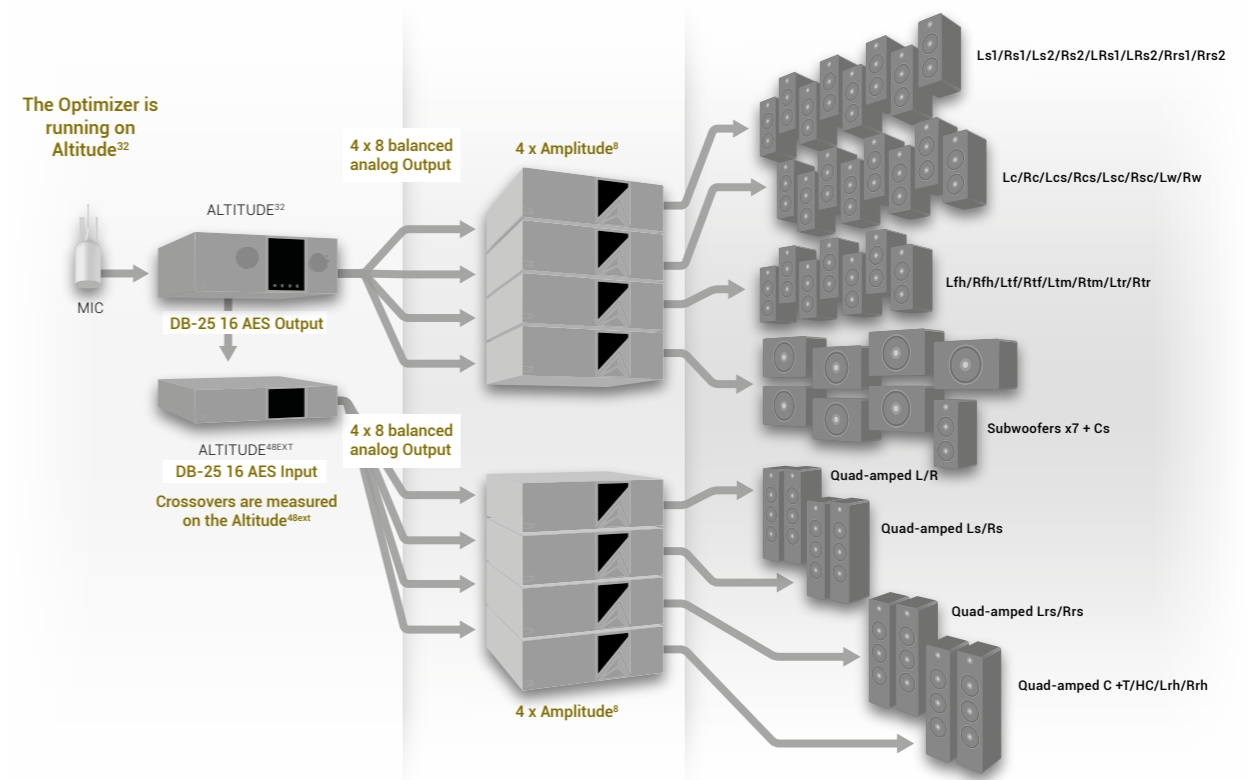 The Optimizer is
running on
Altitude³²
MIC
ALTITUDE³²
DB-25 16 AES Output
ALTITUDE⁴⁸ᴱˣᵀ
DB-25 16 AES Input
Crossovers are measured
on the Altitude⁴⁸ᵉˣᵗ
4 x 8 balanced
analog Output
4 x 8 balanced
analog Output
4 x Amplitude⁸
4 x Amplitude⁸
Ls1/Rs1/Ls2/Rs2/LRs1/LRs2/Rrs1/Rrs2
Lc/Rc/Lcs/Rcs/Lsc/Rsc/Lw/Rw
Lfh/Rfh/Ltf/Rtf/Ltm/Rtm/Ltr/Rtr
Subwoofers x7 + Cs
Quad-amped L/R
Quad-amped Ls/Rs
Quad-amped Lrs/Rrs
Quad-amped C +T/HC/Lrh/Rrh